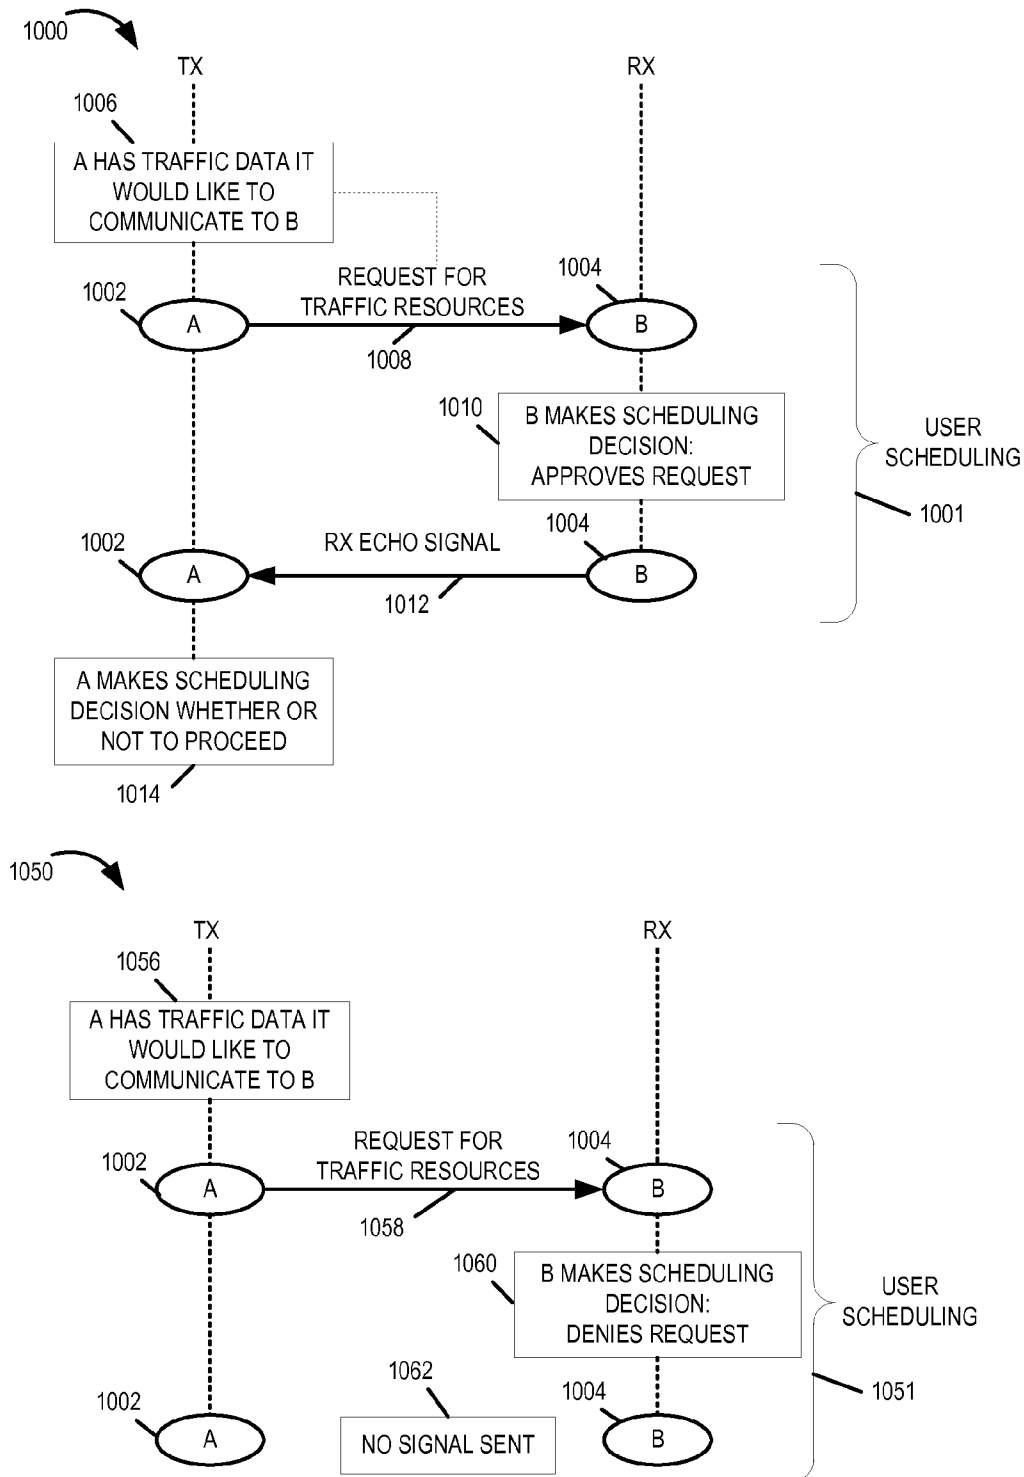 1000
TX
RX
1006
A HAS TRAFFIC DATA IT
WOULD LIKE TO
COMMUNICATE TO B
REQUEST FOR
TRAFFIC RESOURCES
1002
1004
A
B
1008
1010
B MAKES SCHEDULING
DECISION:
APPROVES REQUEST
USER
SCHEDULING
1001
1002
RX ECHO SIGNAL
1004
A
B
1012
A MAKES SCHEDULING
DECISION WHETHER OR
NOT TO PROCEED
1014
1050
TX
RX
1056
A HAS TRAFFIC DATA IT
WOULD LIKE TO
COMMUNICATE TO B
REQUEST FOR
TRAFFIC RESOURCES
1002
1004
A
B
1058
1060
B MAKES SCHEDULING
DECISION:
DENIES REQUEST
USER
SCHEDULING
1051
1002
1062
1004
A
NO SIGNAL SENT
B